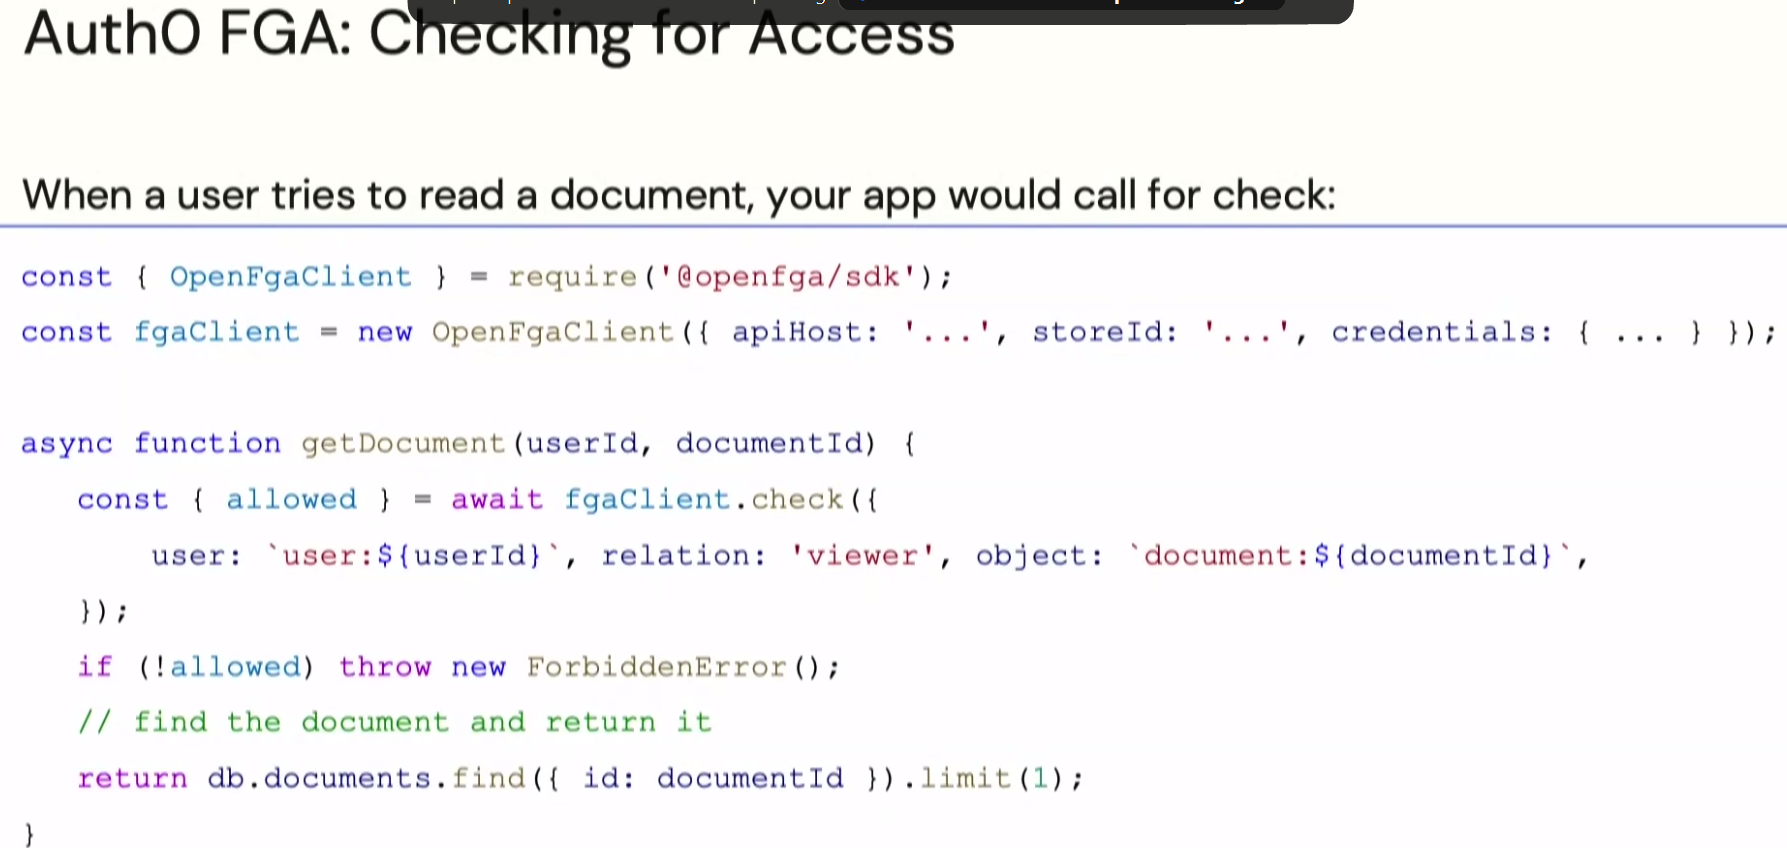 Auth0 FGA: Checking for Access
When a user tries to read a document, your app would call for check:
const { OpenFgaClient } = require('@openfga/sdk');
const fgaClient = new OpenFgaClient({ apiHost: '...', storeId: '...', credentials: { ... } });
async function getDocument(userId, documentId) {
const { allowed } = await fgaClient.check({
user: `user:${userId}`, relation: 'viewer', object: `document:${documentId}`,
});
if (!allowed) throw new ForbiddenError();
// find the document and return it
return db.documents.find({ id: documentId }).limit(1);
}